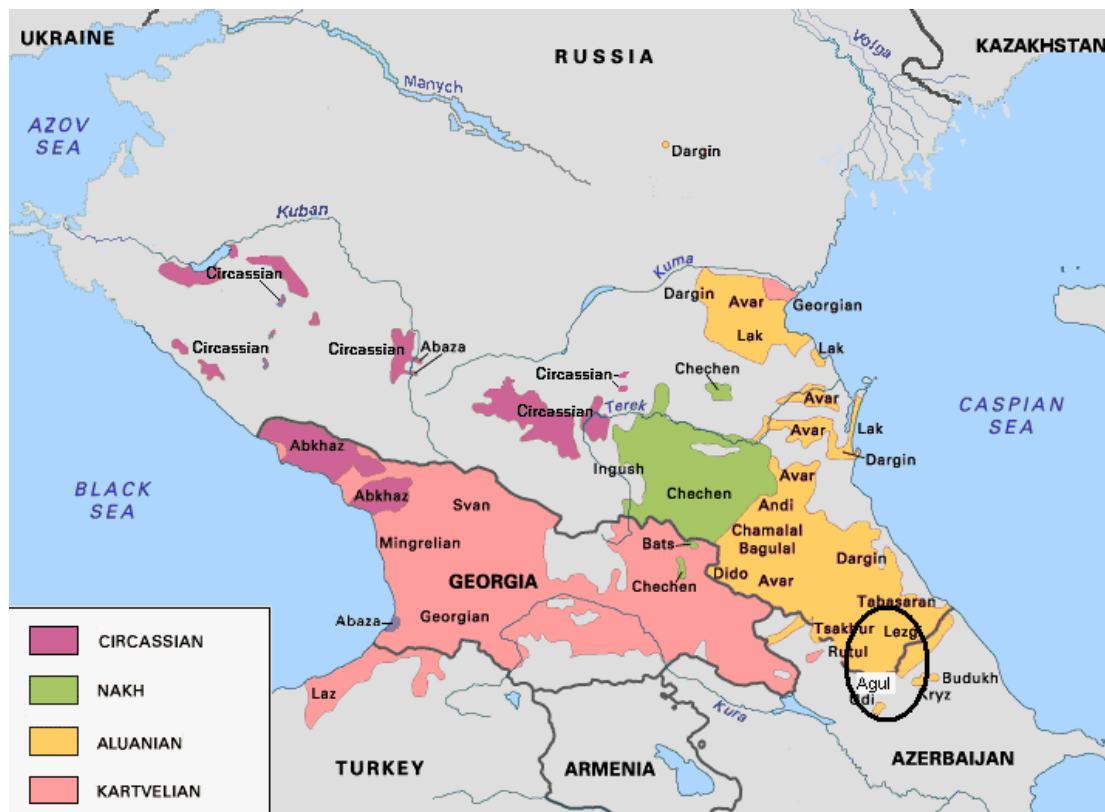 UKRAINE
RUSSIA
KAZAKHSTAN
Volga
Manych
AZOV
SEA
Dargin
Kuban
Circassian
Kuma
Dargin
Avar
Georgian
Lak
Circassian
Circassian
Abaza
Lak
Chechen
Circassian
Avar
CASPIAN
SEA
Circassian
Terek
Avar
Lak
Dargin
Abkhaz
Ingush
Avar
BLACK
SEA
Abkhaz
Svan
Chechen
Andi
Chamalal
Bagulal
Mingrelian
Bats
Dargin
GEORGIA
Chechen
Dido
Avar
Tabasaran
Abaza
Georgian
Tsakhur
Lezgi
Rutul
CIRCASSIAN
Laz
Agul
Budukh
NAKH
Udi
Kryz
Kura
ALUANIAN
AZERBAIJAN
TURKEY
ARMENIA
KARTVELIAN